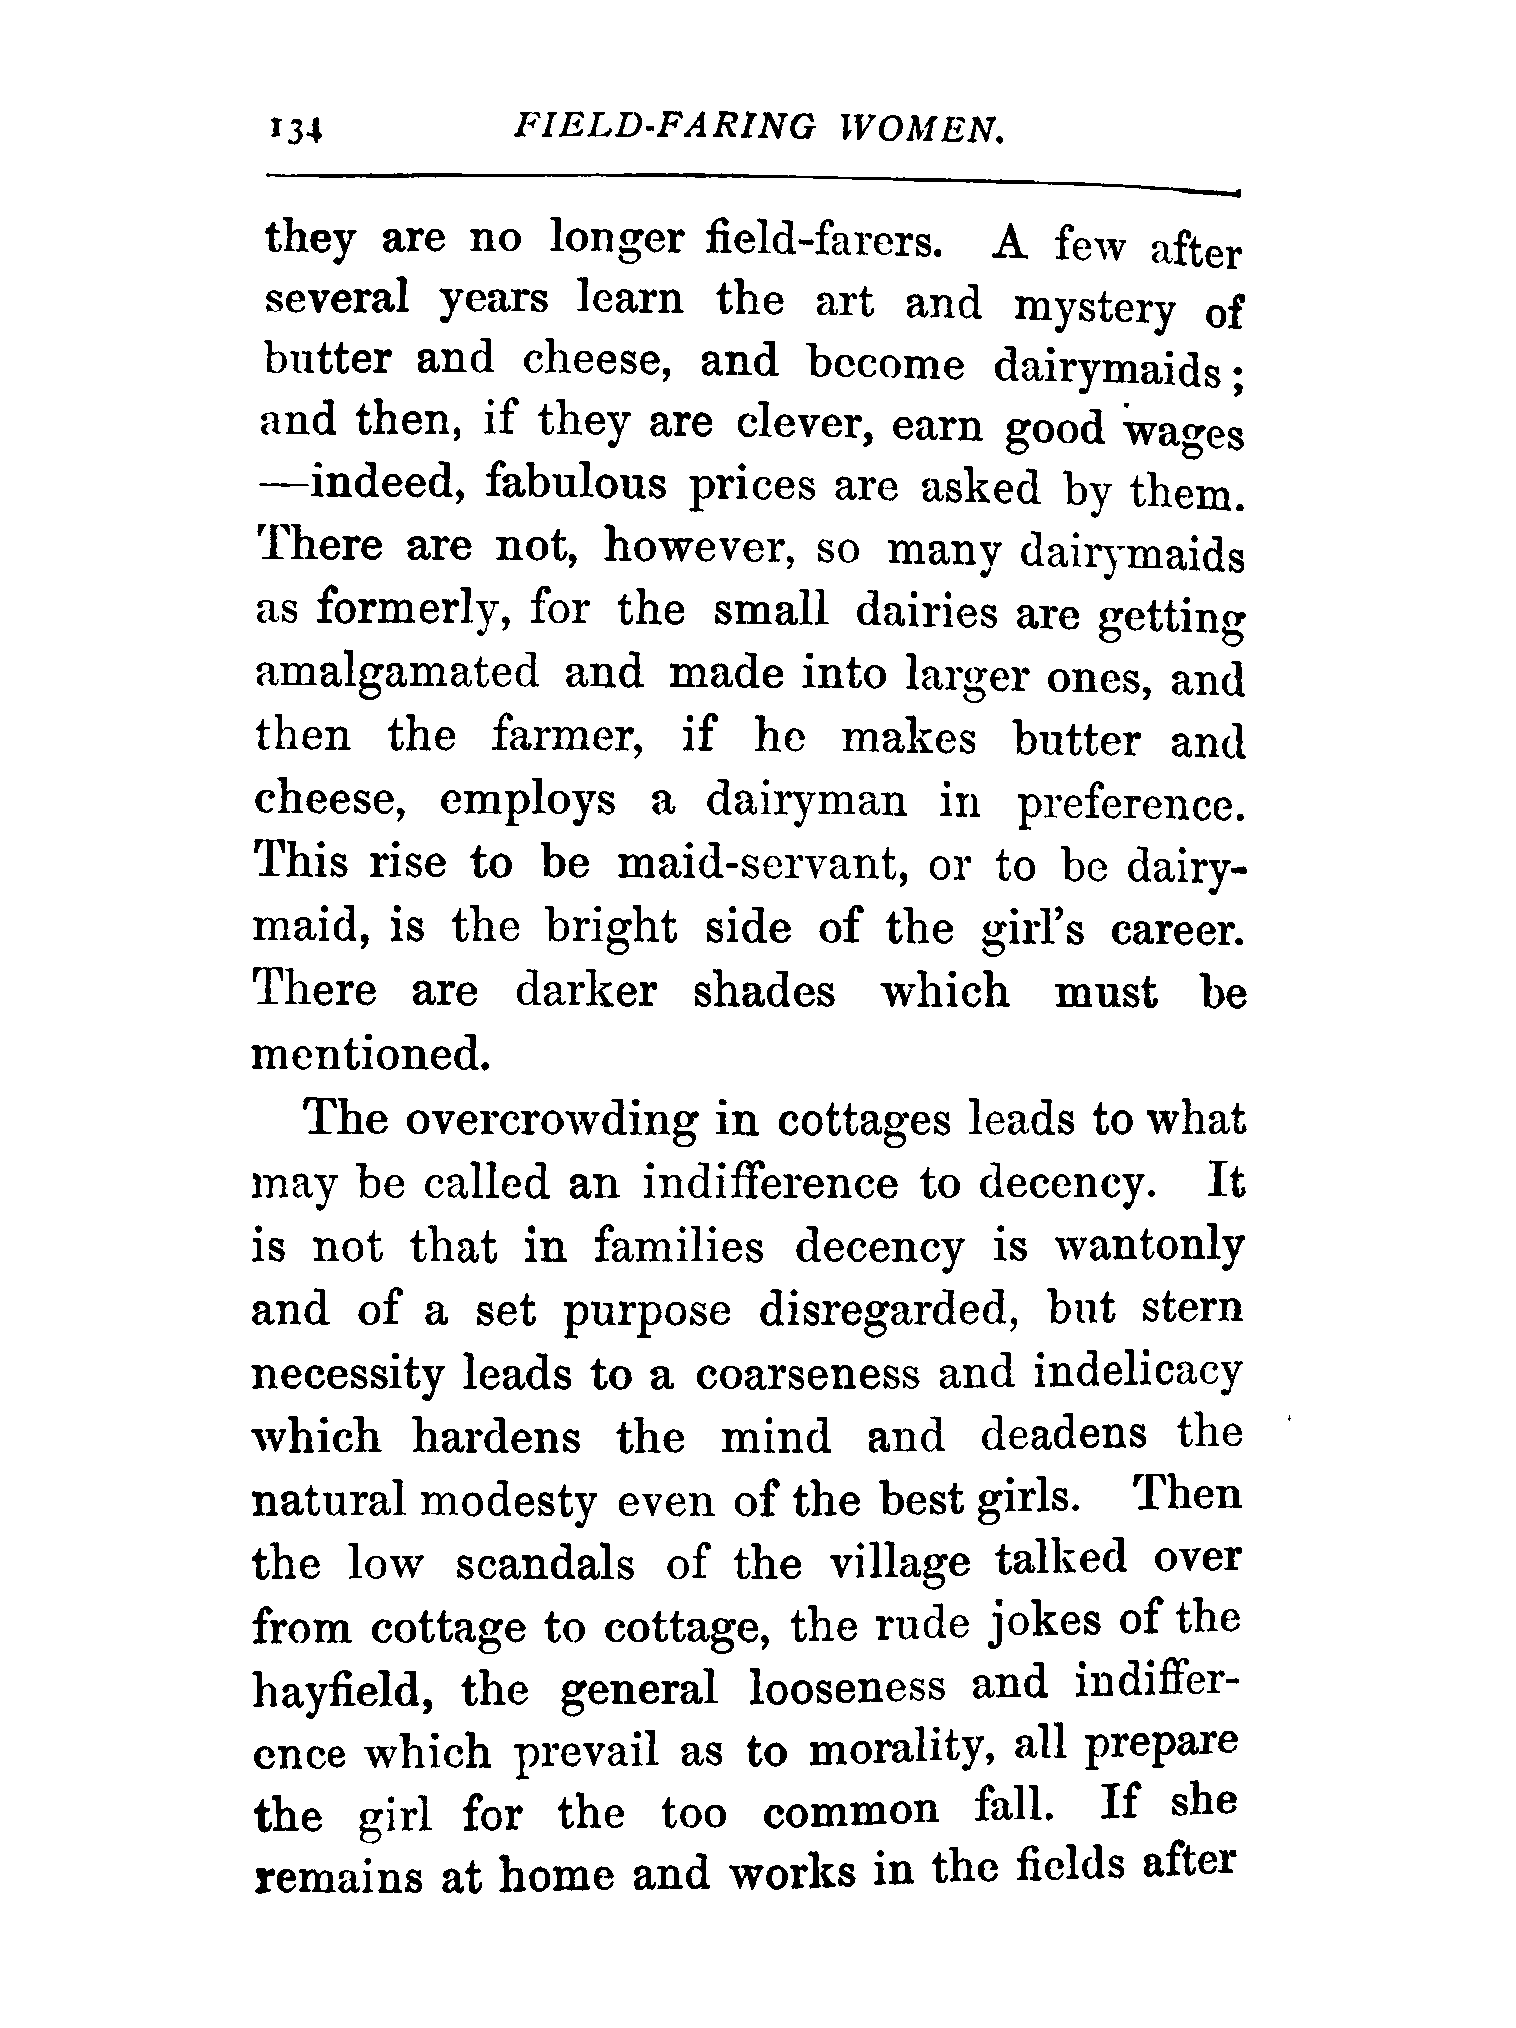 134 FIELD-FARING WOMEN.
they are no longer field-farers. A few after
several years learn the art and mystery of
butter and cheese, and become dairymaids;
and then, if they are clever, earn good wages
—indeed, fabulous prices are asked by them.
There are not, however, so many dairymaids
as formerly, for the small dairies are getting
amalgamated and made into larger ones, and
then the farmer, if he makes butter and
cheese, employs a dairyman in preference.
This rise to be maid-servant, or to be dairy-
maid, is the bright side of the girl's career.
There are darker shades which must be
mentioned.
The overcrowding in cottages leads to what
may be called an indifference to decency. It
is not that in families decency is wantonly
and of a set purpose disregarded, but stern
necessity leads to a coarseness and indelicacy
which hardens the mind and deadens the
natural modesty even of the best girls. Then
the low scandals of the village talked over
from cottage to cottage, the rude jokes of the
hayfield, the general looseness and indiffer-
ence which prevail as to morality, all prepare
the girl for the too common fall. If she
remains at home and works in the fields after